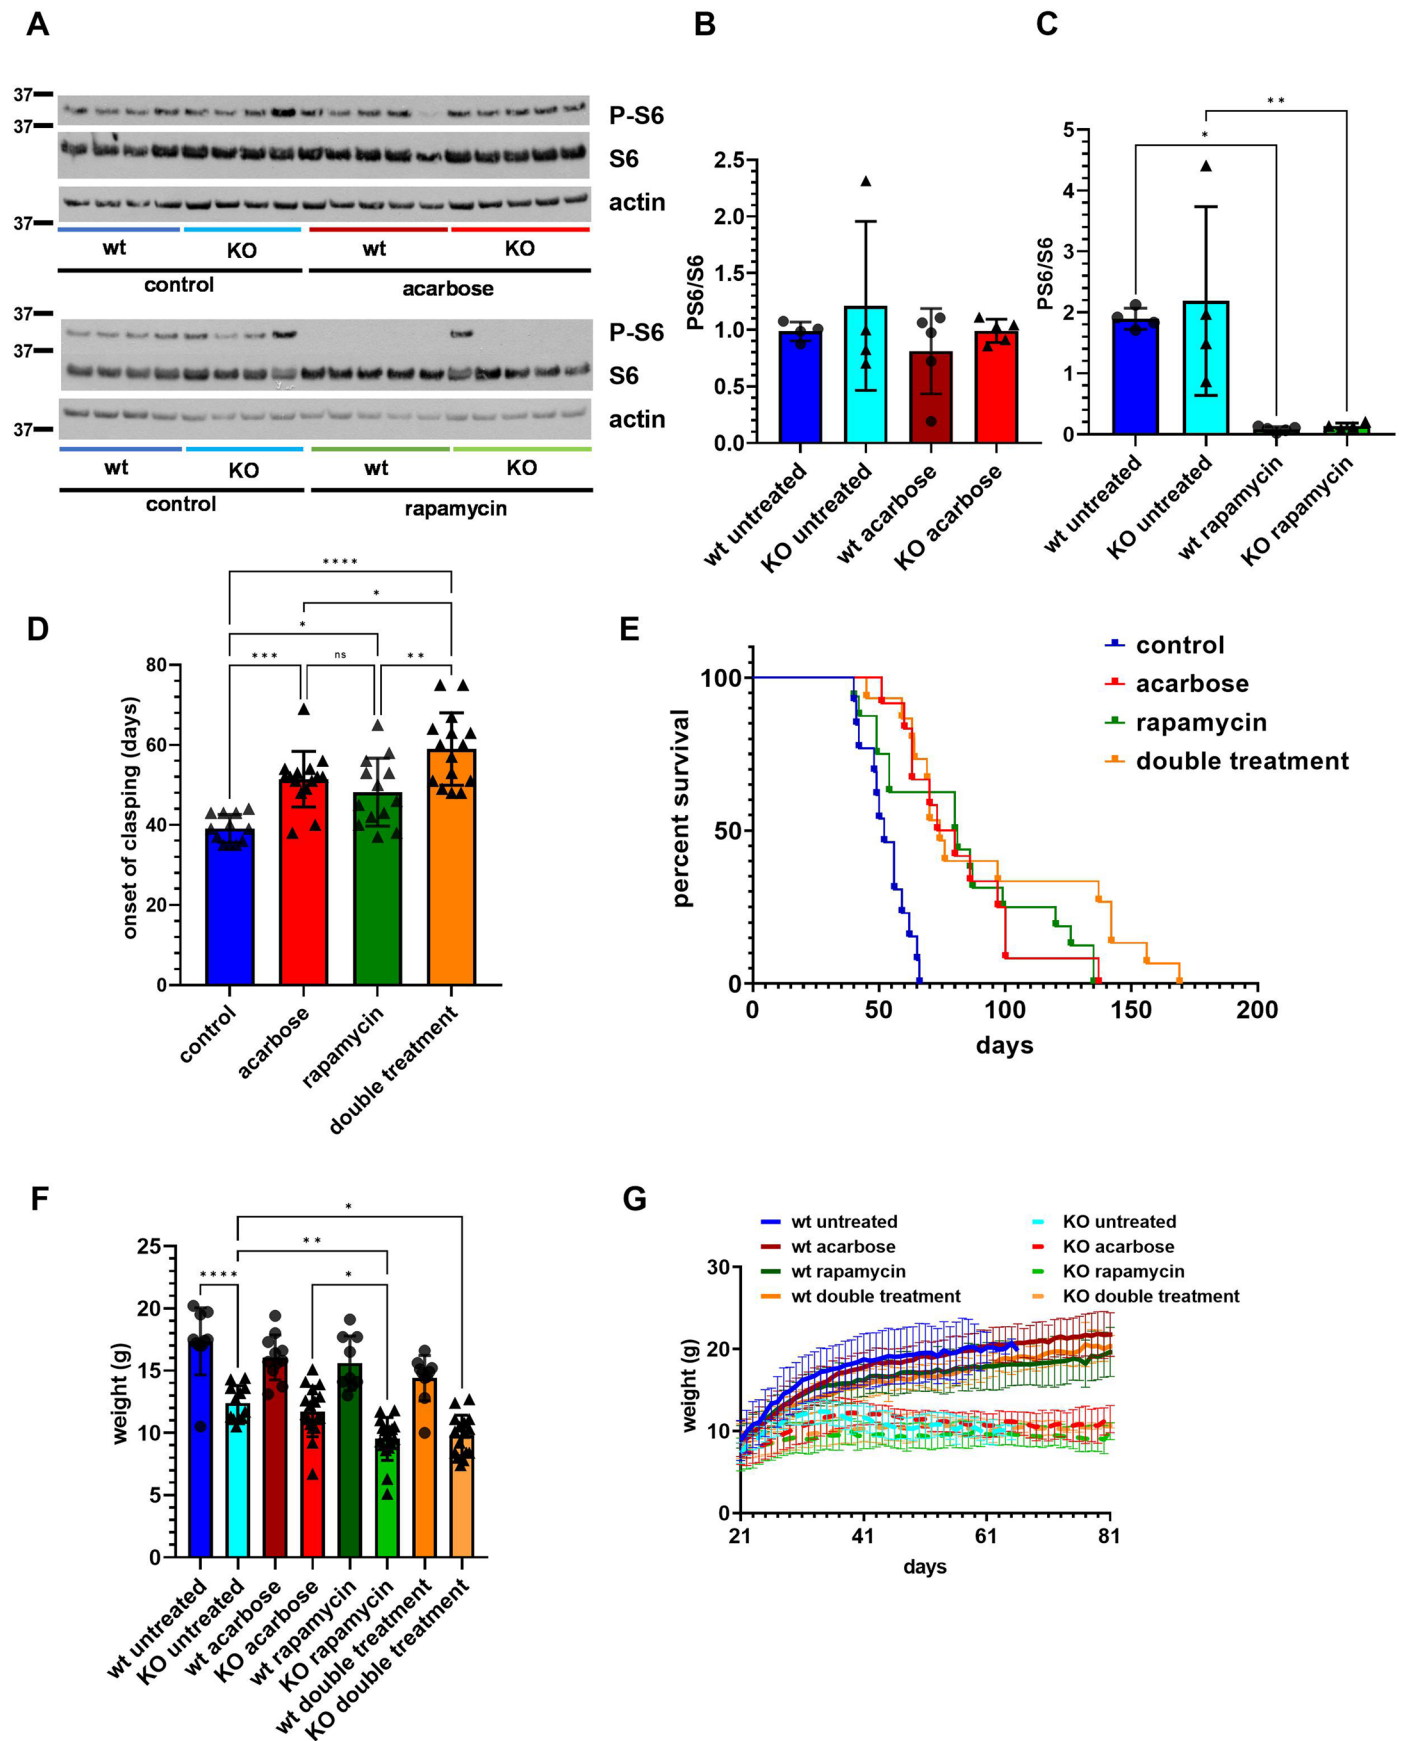 A
37
37
P-S6
S6
actin
37
wt
KO
wt
KO
control
acarbose
37
37
P-S6
S6
actin
37
wt
KO
wt
KO
control
rapamycin
B
PS6/S6
2.5
2.0
1.5
1.0
0.5
0.0
wt untreated
KO untreated
wt acarbose
KO acarbose
C
PS6/S6
**
*
5
4
3
2
1
0
wt untreated
KO untreated
wt rapamycin
KO rapamycin
D
onset of clasping (days)
****
*
*
***
ns
**
80
60
40
20
0
control
acarbose
rapamycin
double treatment
E
percent survival
100
50
0
0
50
100
150
200
days
control
acarbose
rapamycin
double treatment
F
weight (g)
*
**
****
*
25
20
15
10
5
0
wt untreated
KO untreated
wt acarbose
KO acarbose
wt rapamycin
KO rapamycin
wt double treatment
KO double treatment
G
wt untreated
wt acarbose
wt rapamycin
wt double treatment
KO untreated
KO acarbose
KO rapamycin
KO double treatment
weight (g)
30
20
10
0
21
41
61
81
days